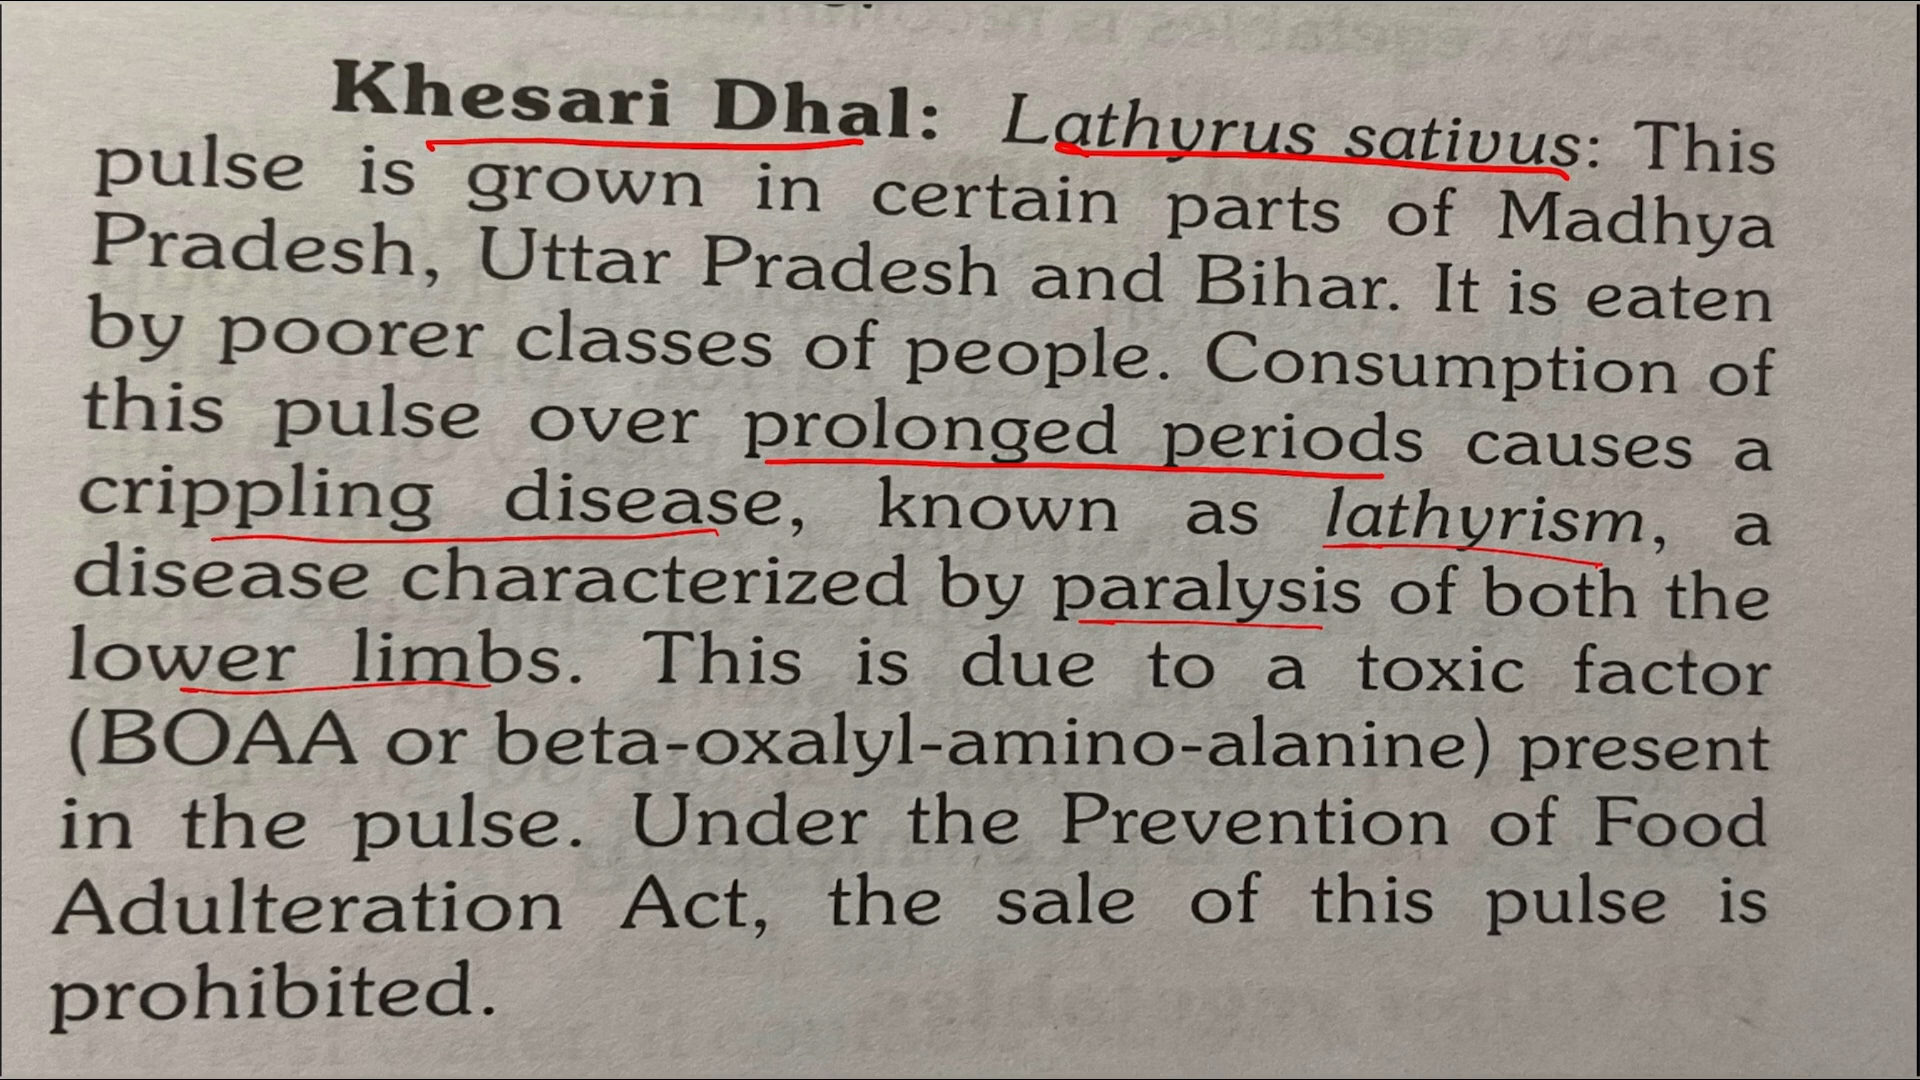 Khesari Dhal: Lathyrus sativus: This
pulse is grown in certain parts of Madhya
Pradesh, Uttar Pradesh and Bihar. It is eaten
by poorer classes of people. Consumption of
this pulse over prolonged periods causes a
crippling disease, known as lathyrism, a
disease characterized by paralysis of both the
lower limbs. This is due to a toxic factor
(BOAA or beta-oxalyl-amino-alanine) present
in the pulse. Under the Prevention of Food
Adulteration Act, the sale of this pulse is
prohibited.